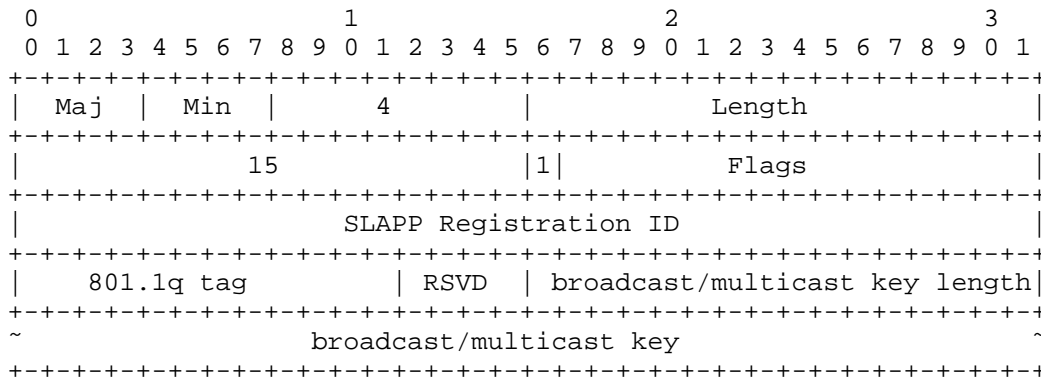 0                   1                   2                   3
 0 1 2 3 4 5 6 7 8 9 0 1 2 3 4 5 6 7 8 9 0 1 2 3 4 5 6 7 8 9 0 1
+-+-+-+-+-+-+-+-+-+-+-+-+-+-+-+-+-+-+-+-+-+-+-+-+-+-+-+-+-+-+-+-+
|  Maj  |  Min  |      4        |           Length              |
+-+-+-+-+-+-+-+-+-+-+-+-+-+-+-+-+-+-+-+-+-+-+-+-+-+-+-+-+-+-+-+-+
|              15               |1|          Flags              |
+-+-+-+-+-+-+-+-+-+-+-+-+-+-+-+-+-+-+-+-+-+-+-+-+-+-+-+-+-+-+-+-+
|                    SLAPP Registration ID                      |
+-+-+-+-+-+-+-+-+-+-+-+-+-+-+-+-+-+-+-+-+-+-+-+-+-+-+-+-+-+-+-+-+
|    801.1q tag         | RSVD  | broadcast/multicast key length|
+-+-+-+-+-+-+-+-+-+-+-+-+-+-+-+-+-+-+-+-+-+-+-+-+-+-+-+-+-+-+-+-+
~                  broadcast/multicast key                      ~
+-+-+-+-+-+-+-+-+-+-+-+-+-+-+-+-+-+-+-+-+-+-+-+-+-+-+-+-+-+-+-+-+